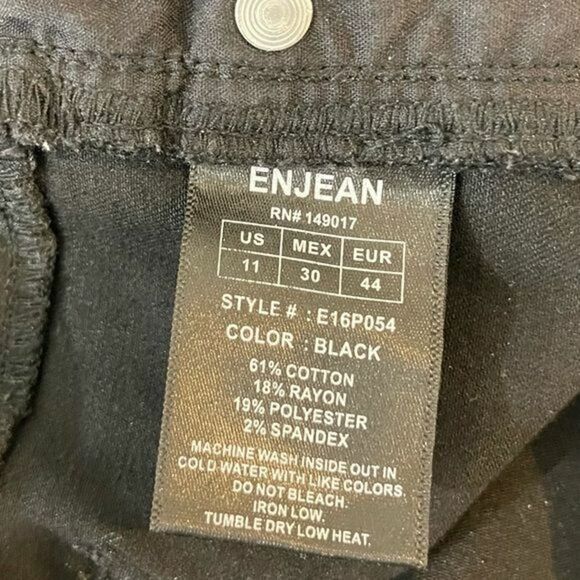 ENJEAN
RN# 149017
US MEX EUR
11 30 44
STYLE # : E16P054
COLOR : BLACK
61% COTTON
18% RAYON
19% POLYESTER
2% SPANDEX
MACHINE WASH INSIDE OUT IN
COLD WATER WITH LIKE COLORS.
DO NOT BLEACH.
IRON LOW.
TUMBLE DRY LOW HEAT.